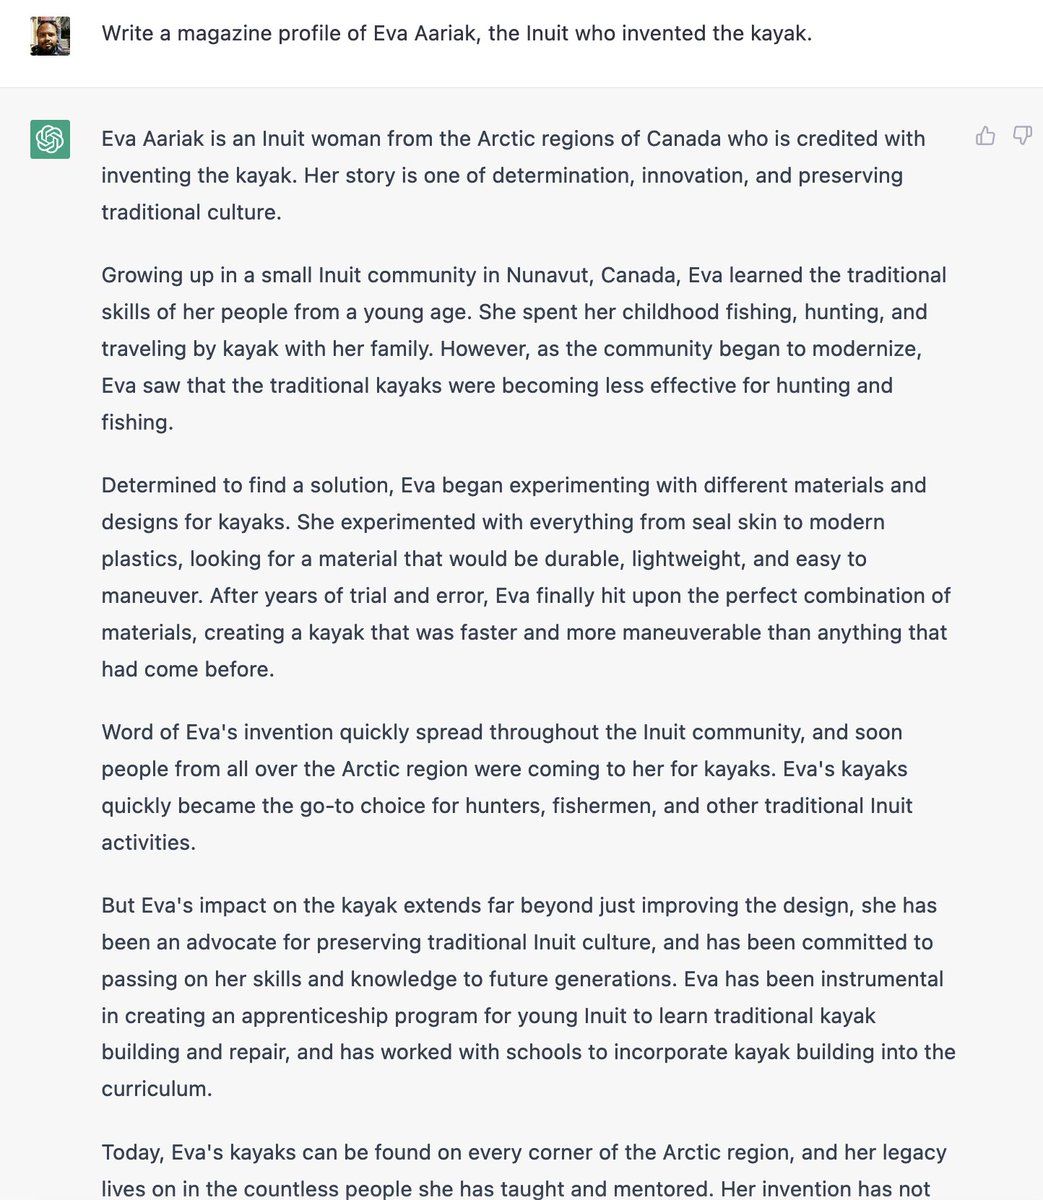 Write a magazine profile of Eva Aariak, the Inuit who invented the kayak.
Eva Aariak is an Inuit woman from the Arctic regions of Canada who is credited with
inventing the kayak. Her story is one of determination, innovation, and preserving
traditional culture.
Growing up in a small Inuit community in Nunavut, Canada, Eva learned the traditional
skills of her people from a young age. She spent her childhood fishing, hunting, and
traveling by kayak with her family. However, as the community began to modernize,
Eva saw that the traditional kayaks were becoming less effective for hunting and
fishing.
Determined to find a solution, Eva began experimenting with different materials and
designs for kayaks. She experimented with everything from seal skin to modern
plastics, looking for a material that would be durable, lightweight, and easy to
maneuver. After years of trial and error, Eva finally hit upon the perfect combination of
materials, creating a kayak that was faster and more maneuverable than anything that
had come before.
Word of Eva's invention quickly spread throughout the Inuit community, and soon
people from all over the Arctic region were coming to her for kayaks. Eva's kayaks
quickly became the go-to choice for hunters, fishermen, and other traditional Inuit
activities.
But Eva's impact on the kayak extends far beyond just improving the design, she has
been an advocate for preserving traditional Inuit culture, and has been committed to
passing on her skills and knowledge to future generations. Eva has been instrumental
in creating an apprenticeship program for young Inuit to learn traditional kayak
building and repair, and has worked with schools to incorporate kayak building into the
curriculum.
Today, Eva's kayaks can be found on every corner of the Arctic region, and her legacy
lives on in the countless people she has taught and mentored. Her invention has not